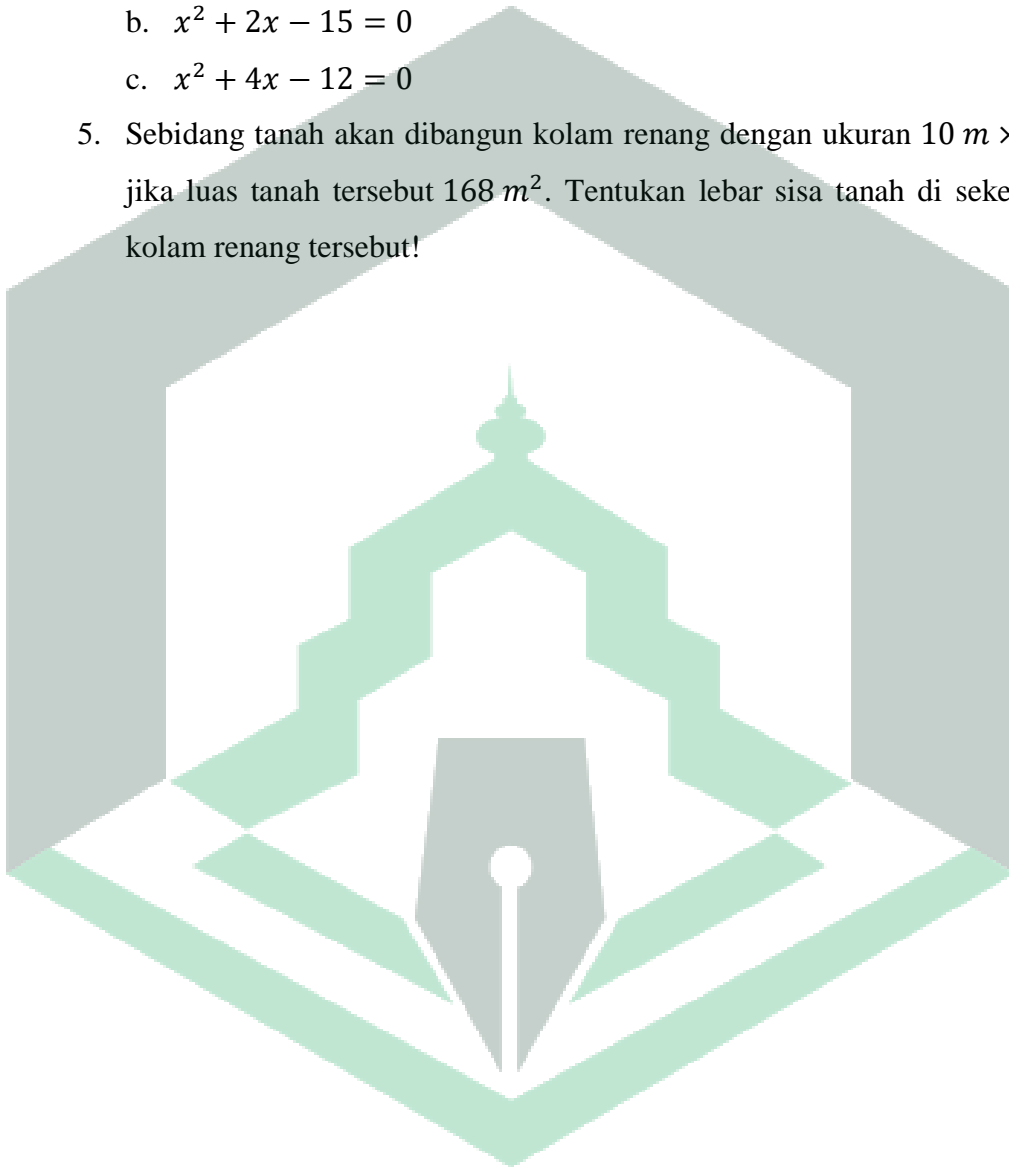 b. x² + 2x − 15 = 0
c. x² + 4x − 12 = 0
5. Sebidang tanah akan dibangun kolam renang dengan ukuran 10 m ×
jika luas tanah tersebut 168 m². Tentukan lebar sisa tanah di seke
kolam renang tersebut!